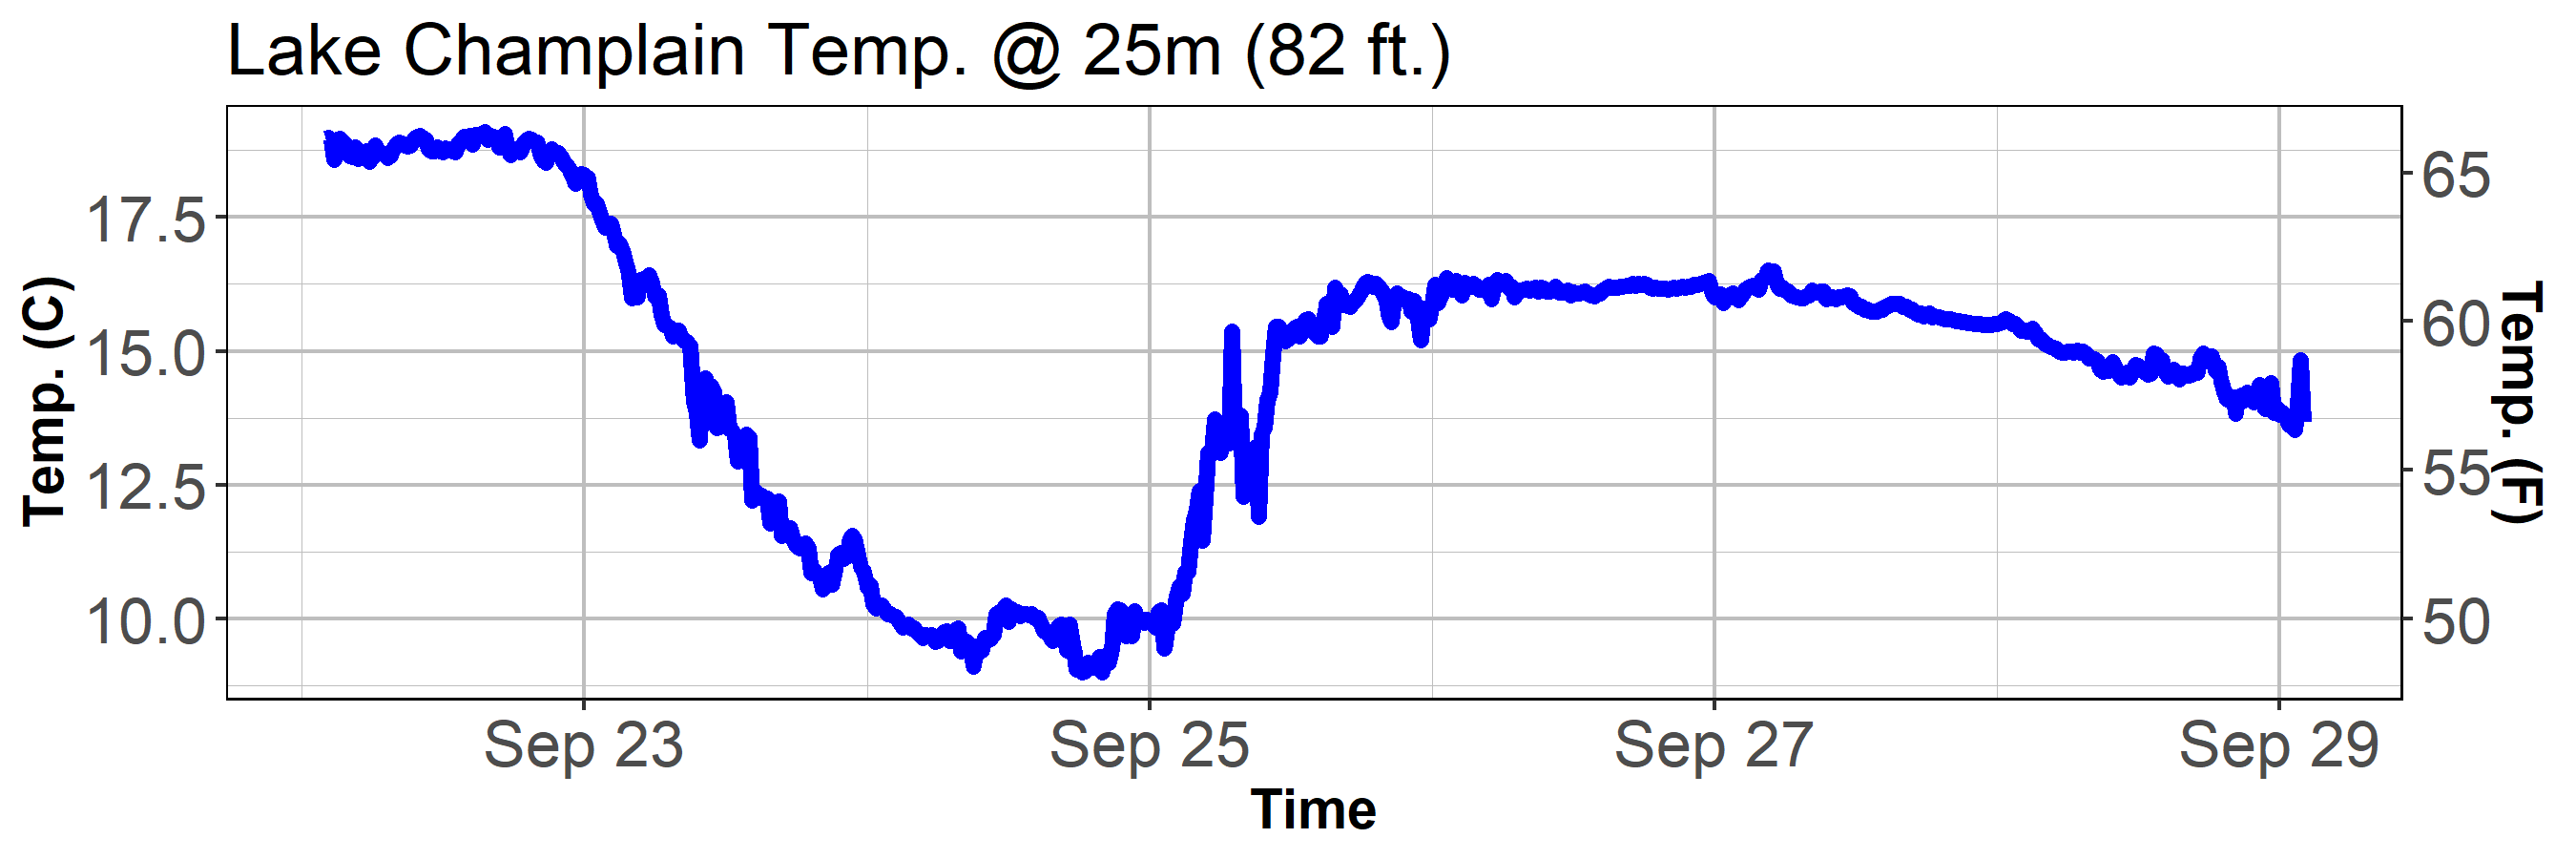 Lake Champlain Temp. @ 25m (82 ft.)
Temp. (C)
17.5
15.0
12.5
10.0
65
60
55
50
Temp. (F)
Sep 23
Sep 25
Sep 27
Sep 29
Time